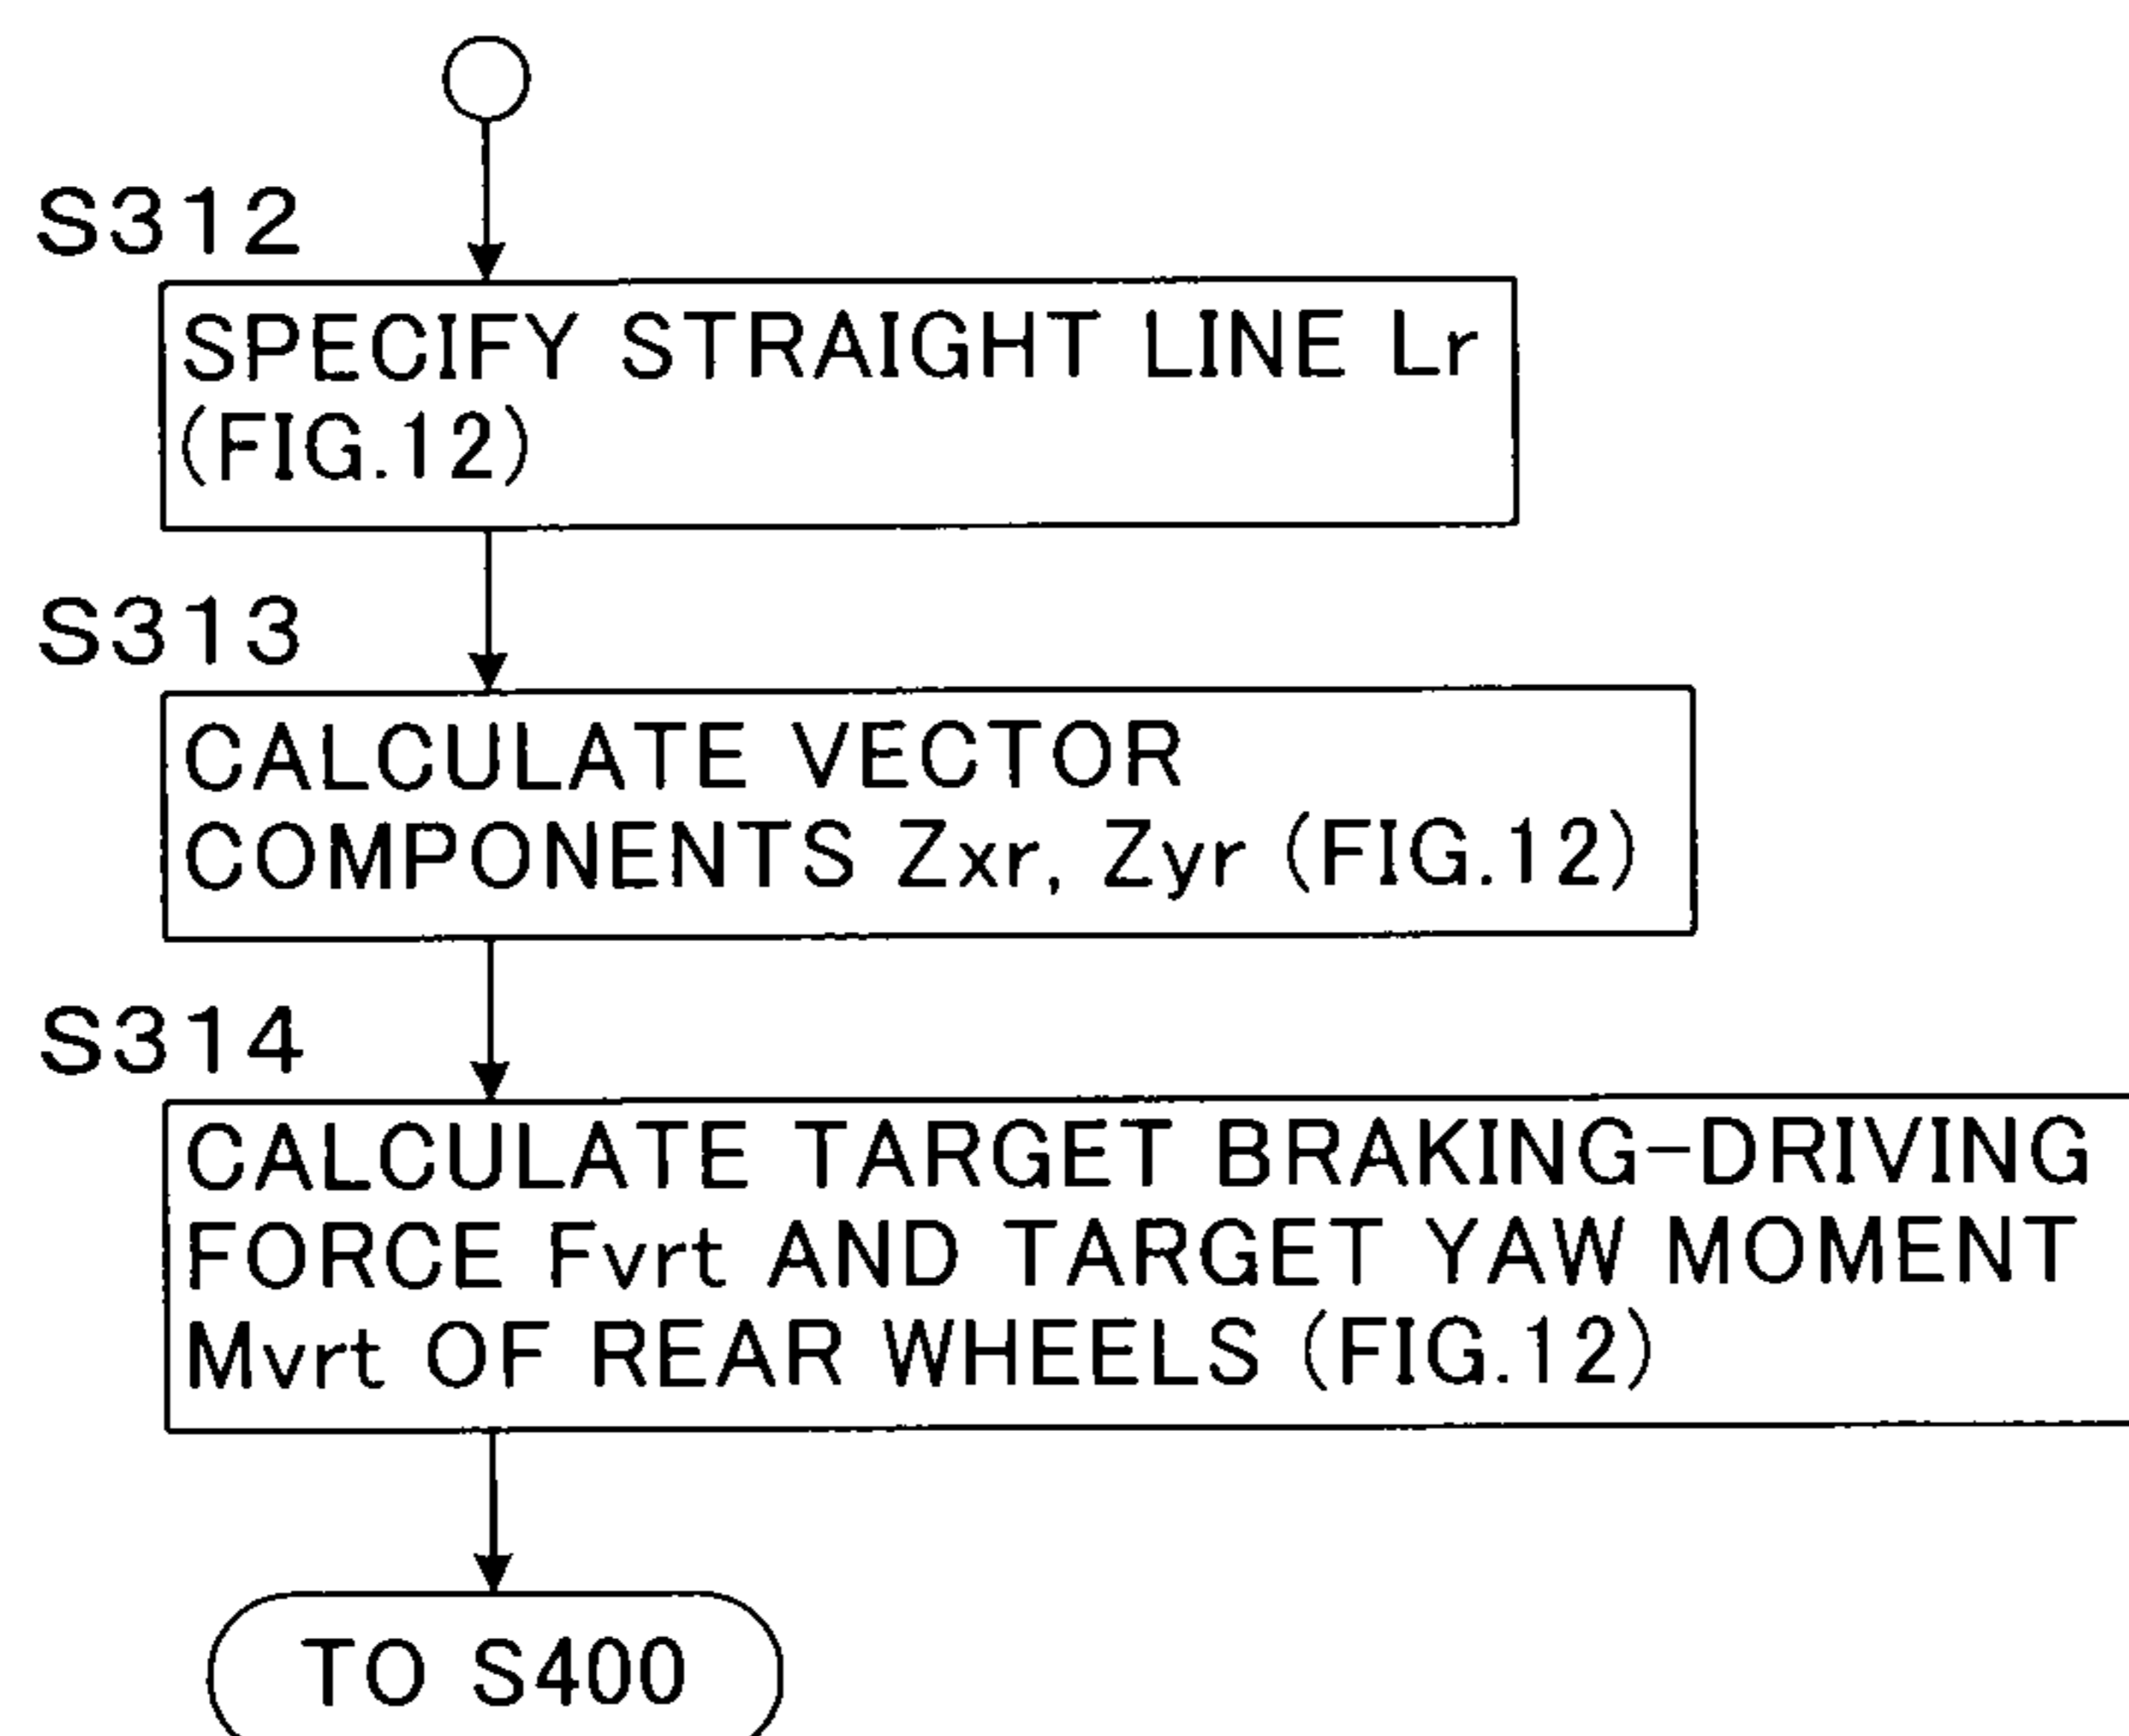 S312
SPECIFY STRAIGHT LINE Lr
(FIG.12)
S313
CALCULATE VECTOR
COMPONENTS Zxr, Zyr (FIG.12)
S314
CALCULATE TARGET BRAKING-DRIVING
FORCE Fvrt AND TARGET YAW MOMENT
Mvrt OF REAR WHEELS (FIG.12)
TO S400